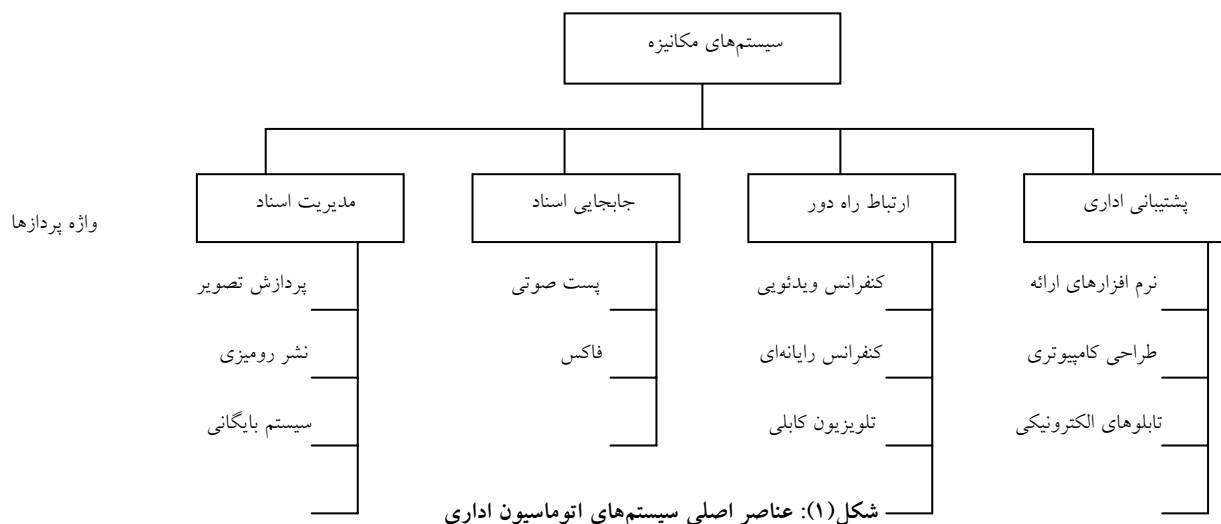 سیستم‌های مکانیزه
پشتیبانی اداری
ارتباط راه دور
جابجایی اسناد
مدیریت اسناد
واژه پردازها
نرم افزارهای ارائه
کنفرانس ویدئویی
پست صوتی
پردازش تصویر
طراحی کامپیوتری
کنفرانس رایانه‌ای
فاکس
نشر رومیزی
تابلوهای الکترونیکی
تلویزیون کابلی
سیستم بایگانی
شکل(۱): عناصر اصلی سیستم‌های اتوماسیون اداری